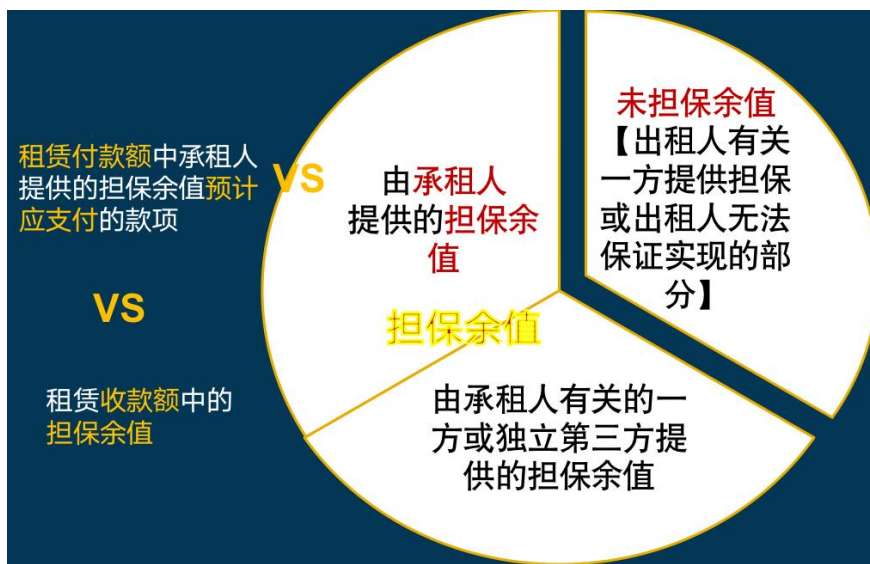 租赁付款额中承租人
提供的担保余值预计
应支付的款项
VS
VS
租赁收款额中的
担保余值
由承租人
提供的担保余
值
担保余值
未担保余值
【出租人有关
一方提供担保
或出租人无法
保证实现的部
分】
由承租人有关的一
方或独立第三方提
供的担保余值